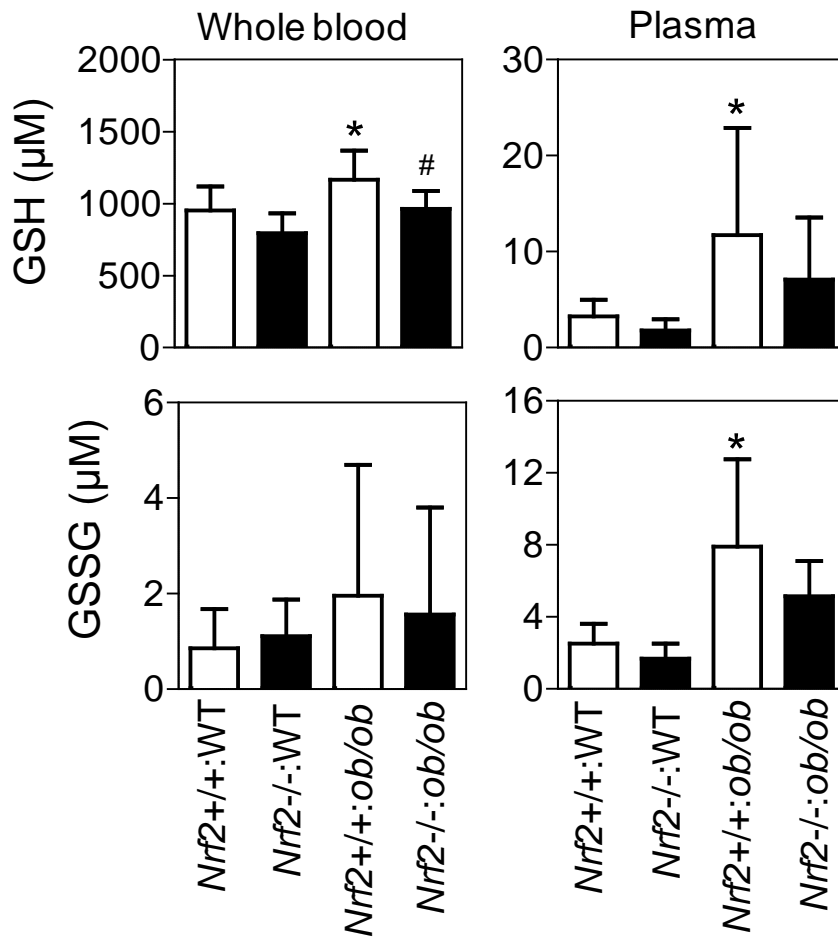 Whole blood
Plasma
GSH (µM)
2000
1500
1000
500
0
*
#
30
20
10
0
*
GSSG (µM)
6
4
2
0
16
12
8
4
0
*
Nrf2+/+:WT
Nrf2-/-:WT
Nrf2+/+:ob/ob
Nrf2-/-:ob/ob
Nrf2+/+:WT
Nrf2-/-:WT
Nrf2+/+:ob/ob
Nrf2-/-:ob/ob